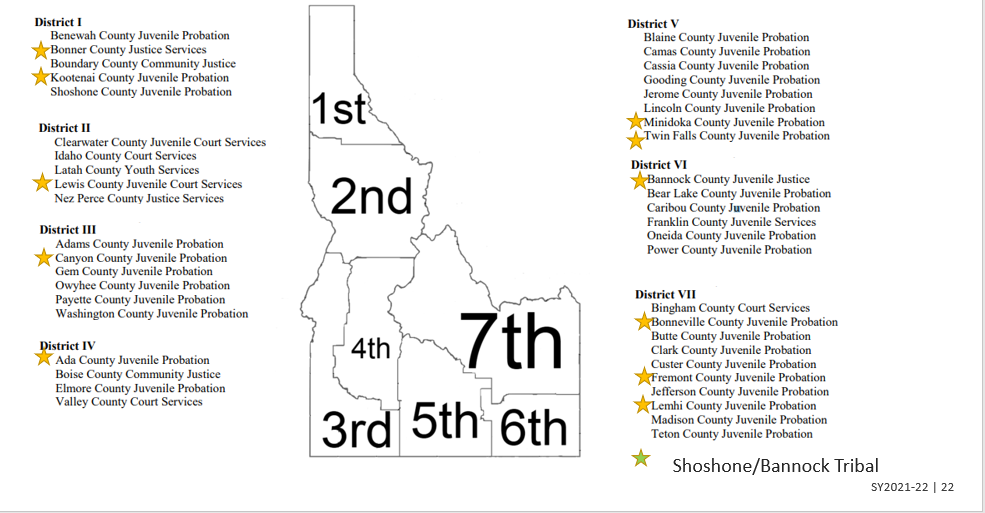 District I
Benewah County Juvenile Probation
Bonner County Justice Services
Boundary County Community Justice
Kootenai County Juvenile Probation
Shoshone County Juvenile Probation
District II
Clearwater County Juvenile Court Services
Idaho County Court Services
Latah County Youth Services
Lewis County Juvenile Court Services
Nez Perce County Justice Services
District III
Adams County Juvenile Probation
Canyon County Juvenile Probation
Gem County Juvenile Probation
Owyhee County Juvenile Probation
Payette County Juvenile Probation
Washington County Juvenile Probation
District IV
Ada County Juvenile Probation
Boise County Community Justice
Elmore County Juvenile Probation
Valley County Court Services
1st
2nd
4th
7th
3rd
5th
6th
District V
Blaine County Juvenile Probation
Camas County Juvenile Probation
Cassia County Juvenile Probation
Gooding County Juvenile Probation
Jerome County Juvenile Probation
Lincoln County Juvenile Probation
Minidoka County Juvenile Probation
Twin Falls County Juvenile Probation
District VI
Bannock County Juvenile Justice
Bear Lake County Juvenile Probation
Caribou County Juvenile Probation
Franklin County Juvenile Services
Oneida County Juvenile Probation
Power County Juvenile Probation
District VII
Bingham County Court Services
Bonneville County Juvenile Probation
Butte County Juvenile Probation
Clark County Juvenile Probation
Custer County Juvenile Probation
Fremont County Juvenile Probation
Jefferson County Juvenile Probation
Lemhi County Juvenile Probation
Madison County Juvenile Probation
Teton County Juvenile Probation
Shoshone/Bannock Tribal
SY2021-22 | 22